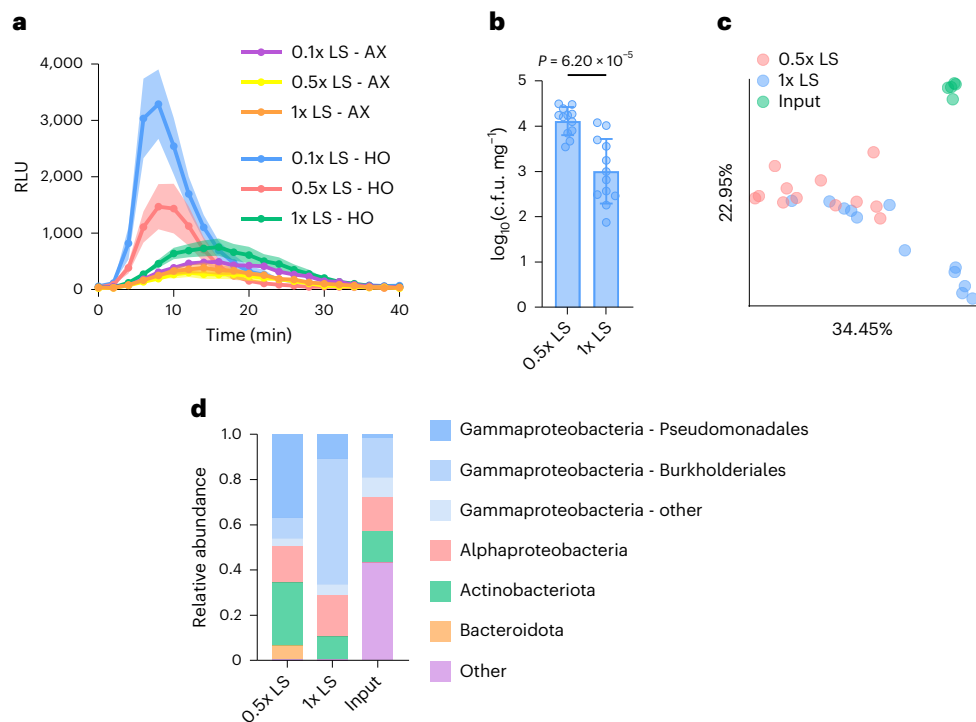 a
4,000
3,000
2,000
1,000
0
RLU
0
10
20
30
40
Time (min)
0.1x LS - AX
0.5x LS - AX
1x LS - AX
0.1x LS - HO
0.5x LS - HO
1x LS - HO
b
P = 6.20 × 10⁻⁵
5
4
3
2
1
0
log₁₀(c.f.u. mg⁻¹)
0.5x LS
1x LS
c
0.5x LS
1x LS
Input
22.95%
34.45%
d
1.0
0.8
0.6
0.4
0.2
0
Relative abundance
0.5x LS
1x LS
Input
Gammaproteobacteria - Pseudomonadales
Gammaproteobacteria - Burkholderiales
Gammaproteobacteria - other
Alphaproteobacteria
Actinobacteriota
Bacteroidota
Other